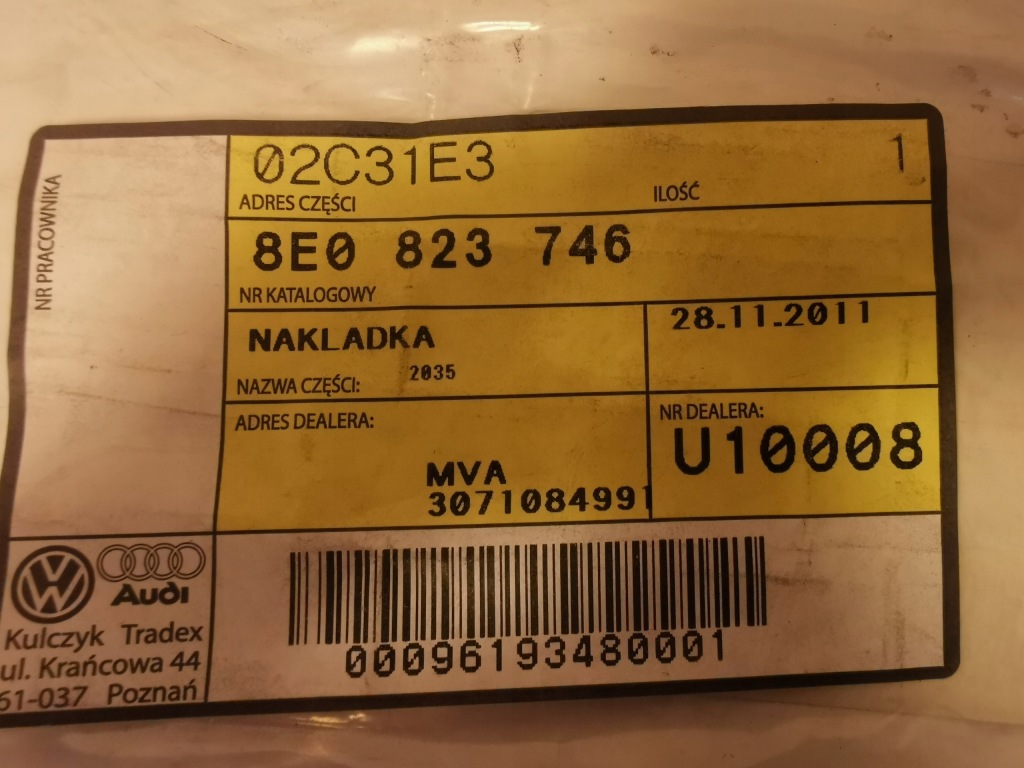 NR PRACOWNIKA
02C31E3
1
ADRES CZĘŚCI
ILOŚĆ
8E0 823 746
NR KATALOGOWY
NAKLADKA
28.11.2011
NAZWA CZĘŚCI:
2035
ADRES DEALERA:
NR DEALERA:
U10008
MVA
3071084991
Audi
Kulczyk Tradex
ul. Krańcowa 44
61-037 Poznań
00096193480001